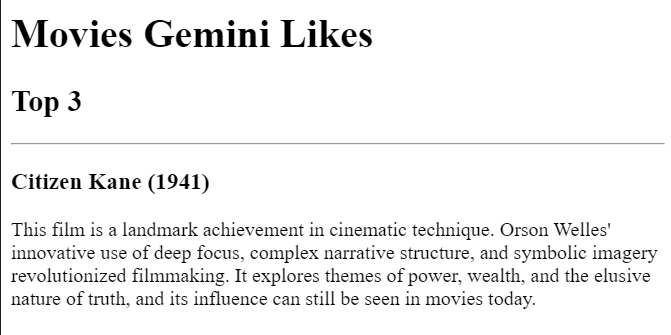 Movies Gemini Likes
Top 3
Citizen Kane (1941)
This film is a landmark achievement in cinematic technique. Orson Welles'
innovative use of deep focus, complex narrative structure, and symbolic imagery
revolutionized filmmaking. It explores themes of power, wealth, and the elusive
nature of truth, and its influence can still be seen in movies today.